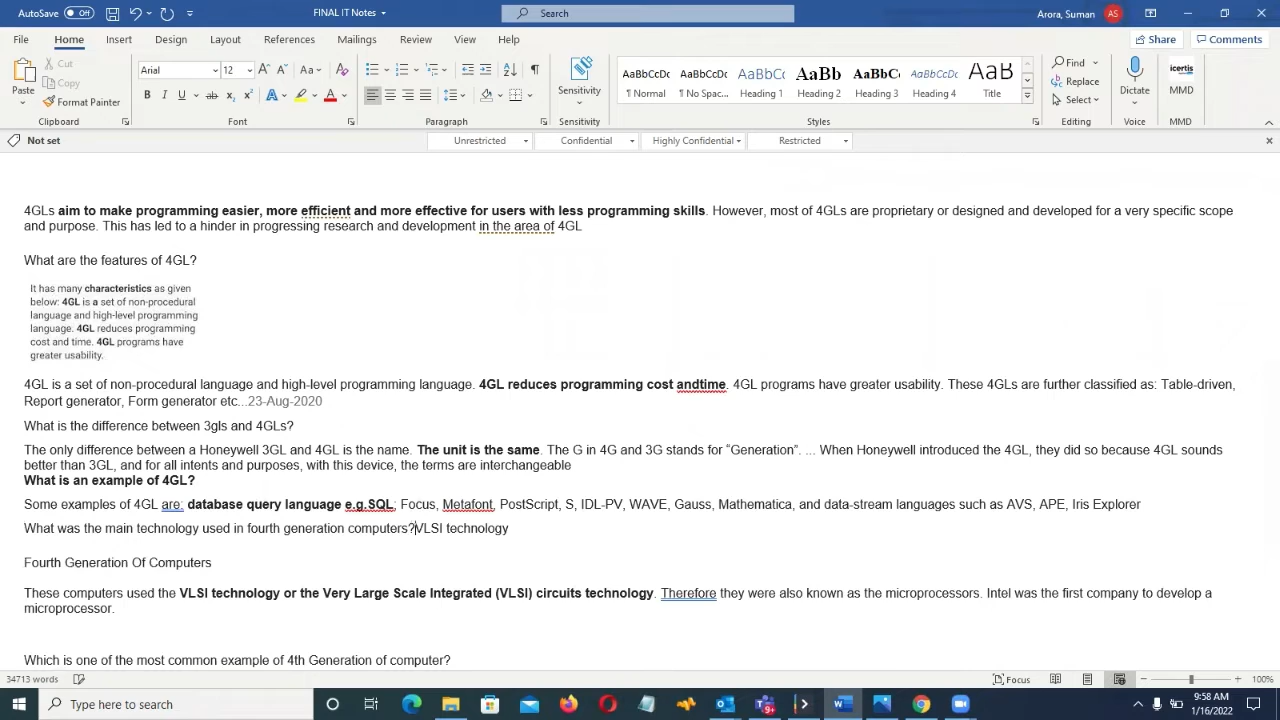 AutoSave Off FINAL IT Notes Search Arora, Suman AS
File Home Insert Design Layout References Mailings Review View Help Share Comments
Paste Cut Copy Format Painter Clipboard
Arial 12 Font
Paragraph
Sensitivity Sensitivity
AaBbCcDc ¶ Normal AaBbCcDc ¶ No Spac... AaBbCc Heading 1 AaBb Heading 2 AaBbC Heading 3 AaBbCcD Heading 4 AaB Title Styles
Find Replace Select Editing
Dictate Voice
icertis MMD MMD
Not set Unrestricted Confidential Highly Confidential Restricted
4GLs aim to make programming easier, more efficient and more effective for users with less programming skills. However, most of 4GLs are proprietary or designed and developed for a very specific scope
and purpose. This has led to a hinder in progressing research and development in the area of 4GL
What are the features of 4GL?
It has many characteristics as given
below: 4GL is a set of non-procedural
language and high-level programming
language. 4GL reduces programming
cost and time. 4GL programs have
greater usability.
4GL is a set of non-procedural language and high-level programming language. 4GL reduces programming cost andtime. 4GL programs have greater usability. These 4GLs are further classified as: Table-driven,
Report generator, Form generator etc...23-Aug-2020
What is the difference between 3gls and 4GLs?
The only difference between a Honeywell 3GL and 4GL is the name. The unit is the same. The G in 4G and 3G stands for “Generation”. ... When Honeywell introduced the 4GL, they did so because 4GL sounds
better than 3GL, and for all intents and purposes, with this device, the terms are interchangeable
What is an example of 4GL?
Some examples of 4GL are: database query language e.g.SQL; Focus, Metafont, PostScript, S, IDL-PV, WAVE, Gauss, Mathematica, and data-stream languages such as AVS, APE, Iris Explorer
What was the main technology used in fourth generation computers?VLSI technology
Fourth Generation Of Computers
These computers used the VLSI technology or the Very Large Scale Integrated (VLSI) circuits technology. Therefore they were also known as the microprocessors. Intel was the first company to develop a
microprocessor.
Which is one of the most common example of 4th Generation of computer?
34713 words Focus 100%
Type here to search 9:58 AM
1/16/2022